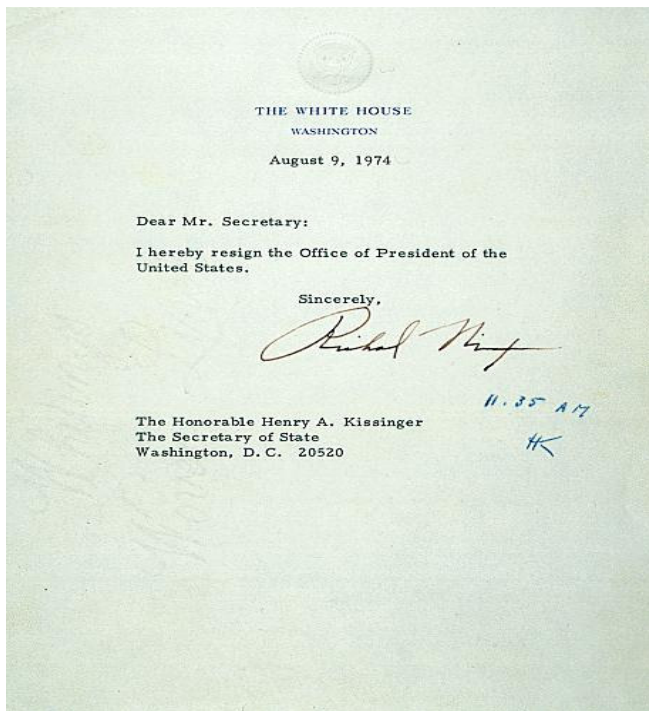 THE WHITE HOUSE
WASHINGTON
August 9, 1974
Dear Mr. Secretary:
I hereby resign the Office of President of the
United States.
Sincerely,
Richard Nixon
11.35 AM
The Honorable Henry A. Kissinger
The Secretary of State
HK
Washington, D. C. 20520